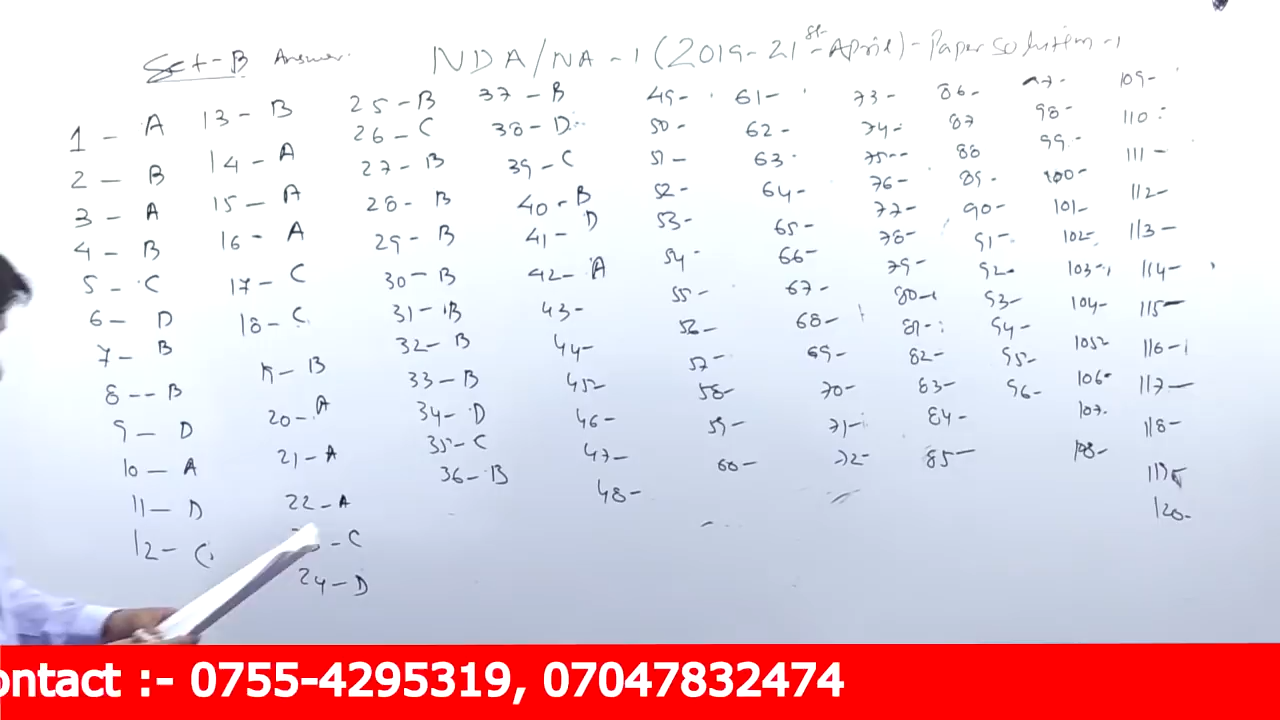 Set-B Answer. NDA/NA-1 (2019-21st-April)-Paper solution-1
1 - A
2 - B
3 - A
4 - B
5 - C
6 - D
7 - B
8 -- B
9 - D
10 - A
11 - D
12 - C
13 - B
14 - A
15 - A
16 - A
17 - C
18 - C
19 - B
20 - A
21 - A
22 - A
- C
24 - D
25 - B
26 - C
27 - B
28 - B
29 - B
30 - B
31 - B
32 - B
33 - B
34 - D
35 - C
36 - B
37 - B
38 - D
39 - C
40 - B
41 - D
42 - A
43 -
44 -
45
46 -
47 -
48 -
49 -
50 -
51 -
52 -
53 -
54 -
55 -
56 -
57 -
58 -
59 -
60 -
61 -
62 -
63
64 -
65 -
66 -
67 -
68 -
69 -
70 -
71 -
72 -
73 -
74 -
75 --
76 -
77 -
78 -
79 -
80 -
81 -
82 -
83 -
84 -
85 -
86 -
87
88
89 -
90 -
91 -
92 -
93 -
94 -
95 -
96 -
97 -
98 -
99 -
100 -
101 -
102 -
103 -
104 -
105
106 -
107
108 -
109 -
110 :
111 -
112 -
113 -
114 -
115 -
116 -
117 -
118 -
119
120 -
ontact :- 0755-4295319, 07047832474